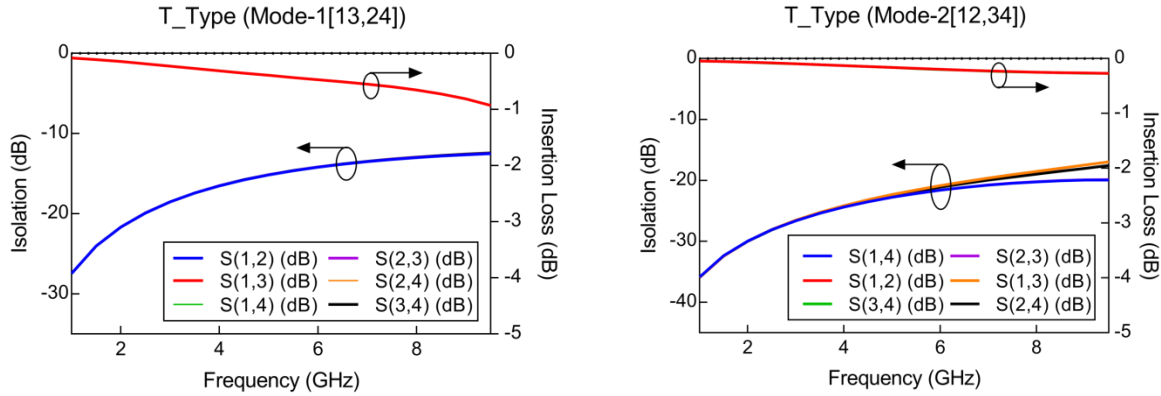 T_Type (Mode-1[13,24])
0
-10
-20
-30
Isolation (dB)
0
-1
-2
-3
-4
-5
Insertion Loss (dB)
S(1,2) (dB) S(2,3) (dB)
S(1,3) (dB) S(2,4) (dB)
S(1,4) (dB) S(3,4) (dB)
2 4 6 8
Frequency (GHz)
T_Type (Mode-2[12,34])
0
-10
-20
-30
-40
Isolation (dB)
0
-1
-2
-3
-4
-5
Insertion Loss (dB)
S(1,4) (dB) S(2,3) (dB)
S(1,2) (dB) S(1,3) (dB)
S(3,4) (dB) S(2,4) (dB)
2 4 6 8
Frequency (GHz)